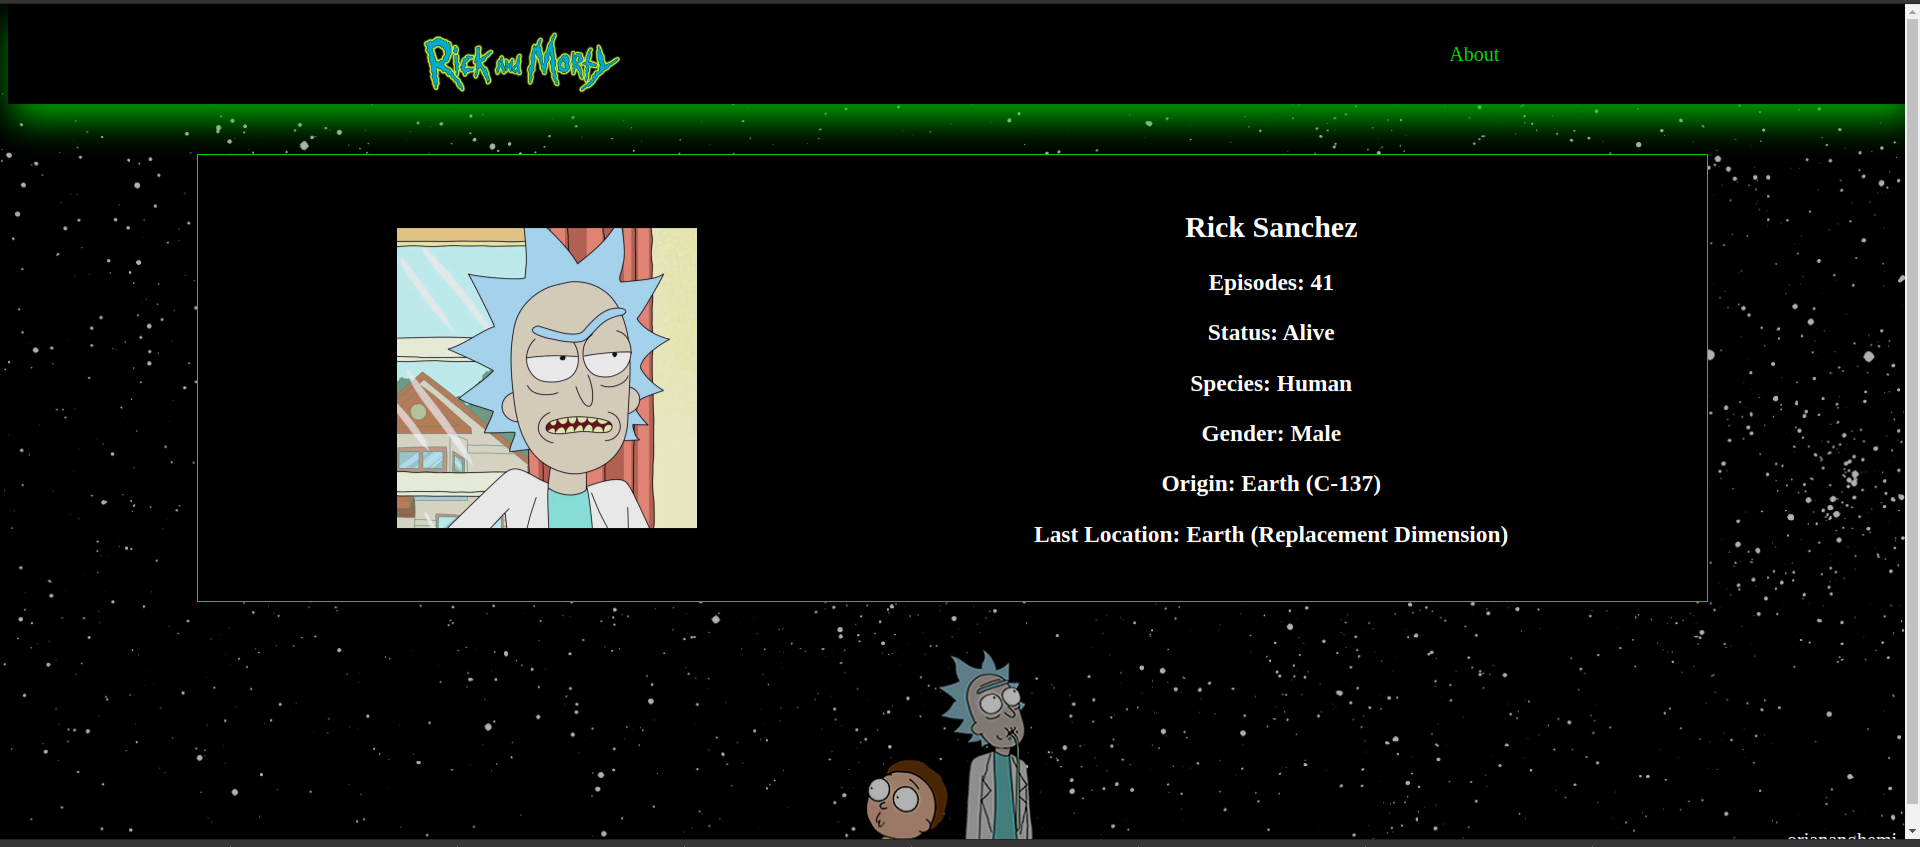 Rick and Morty
About
Rick Sanchez
Episodes: 41
Status: Alive
Species: Human
Gender: Male
Origin: Earth (C-137)
Last Location: Earth (Replacement Dimension)